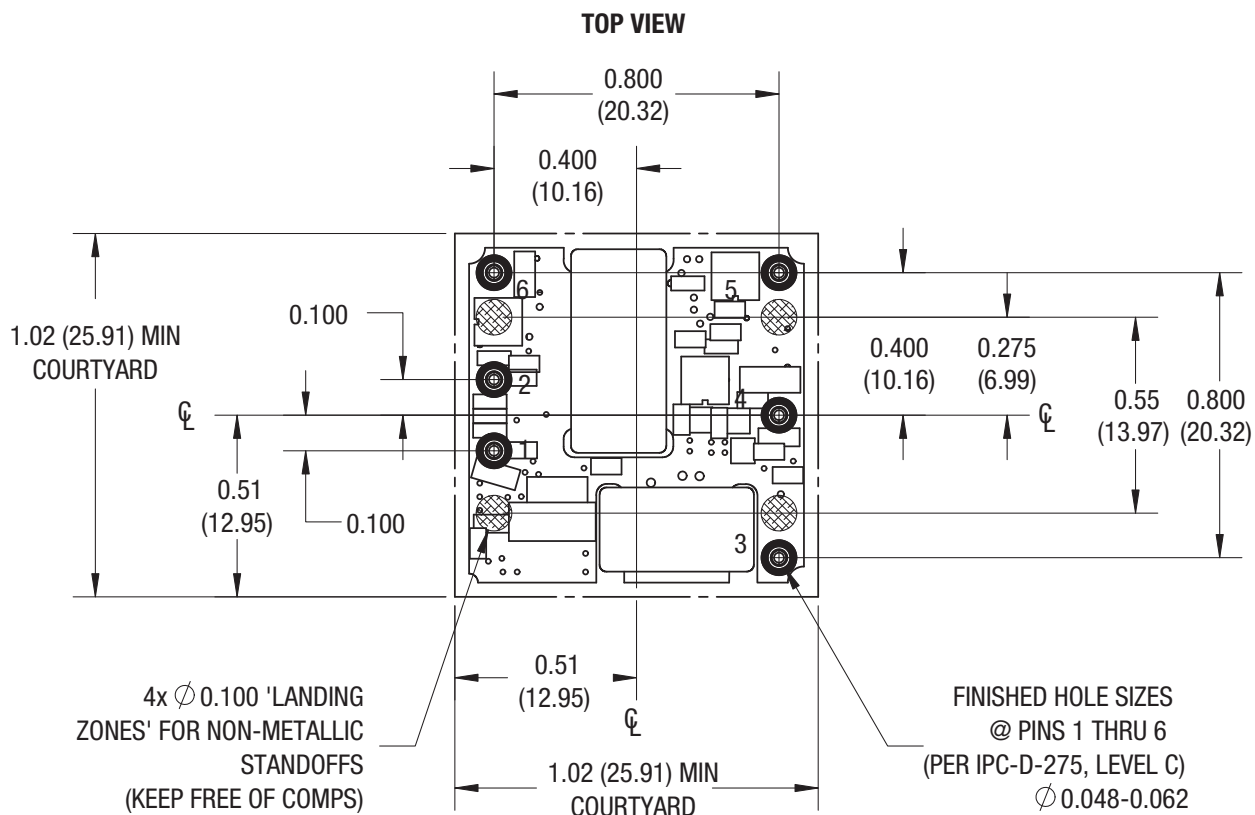 TOP VIEW
0.800
(20.32)
0.400
(10.16)
1.02 (25.91) MIN
COURTYARD
0.100
0.100
0.51
(12.95)
℄
6
5
2
4
1
3
0.400
(10.16)
0.275
(6.99)
℄
0.55
(13.97)
0.800
(20.32)
0.51
(12.95)
℄
1.02 (25.91) MIN
COURTYARD
4x ∅ 0.100 'LANDING
ZONES' FOR NON-METALLIC
STANDOFFS
(KEEP FREE OF COMPS)
FINISHED HOLE SIZES
@ PINS 1 THRU 6
(PER IPC-D-275, LEVEL C)
∅ 0.048-0.062